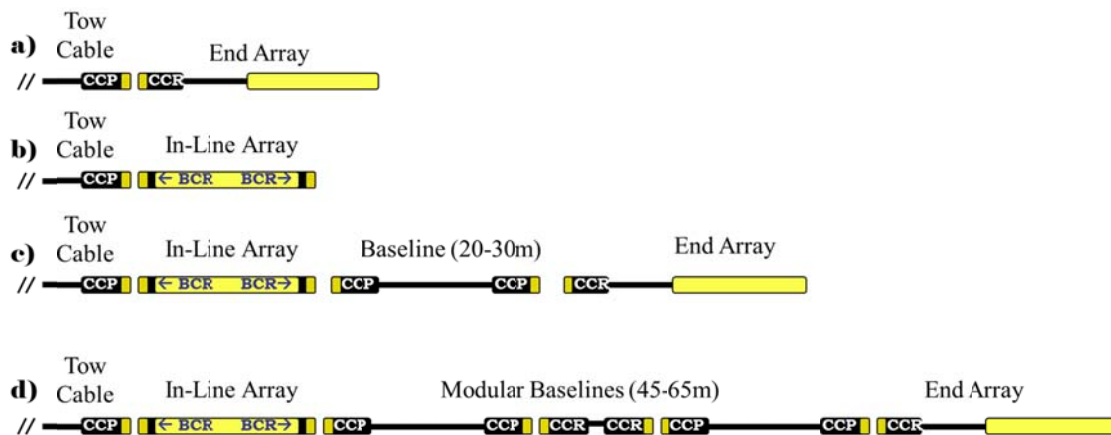 Tow
Cable
a)
End Array
//
CCP
CCR
Tow
Cable
b)
In-Line Array
//
CCP
← BCR
BCR→
Tow
Cable
c)
In-Line Array
Baseline (20-30m)
End Array
//
CCP
← BCR
BCR→
CCP
CCP
CCR
Tow
Cable
d)
In-Line Array
Modular Baselines (45-65m)
End Array
//
CCP
← BCR
BCR→
CCP
CCP
CCR
CCR
CCP
CCP
CCR